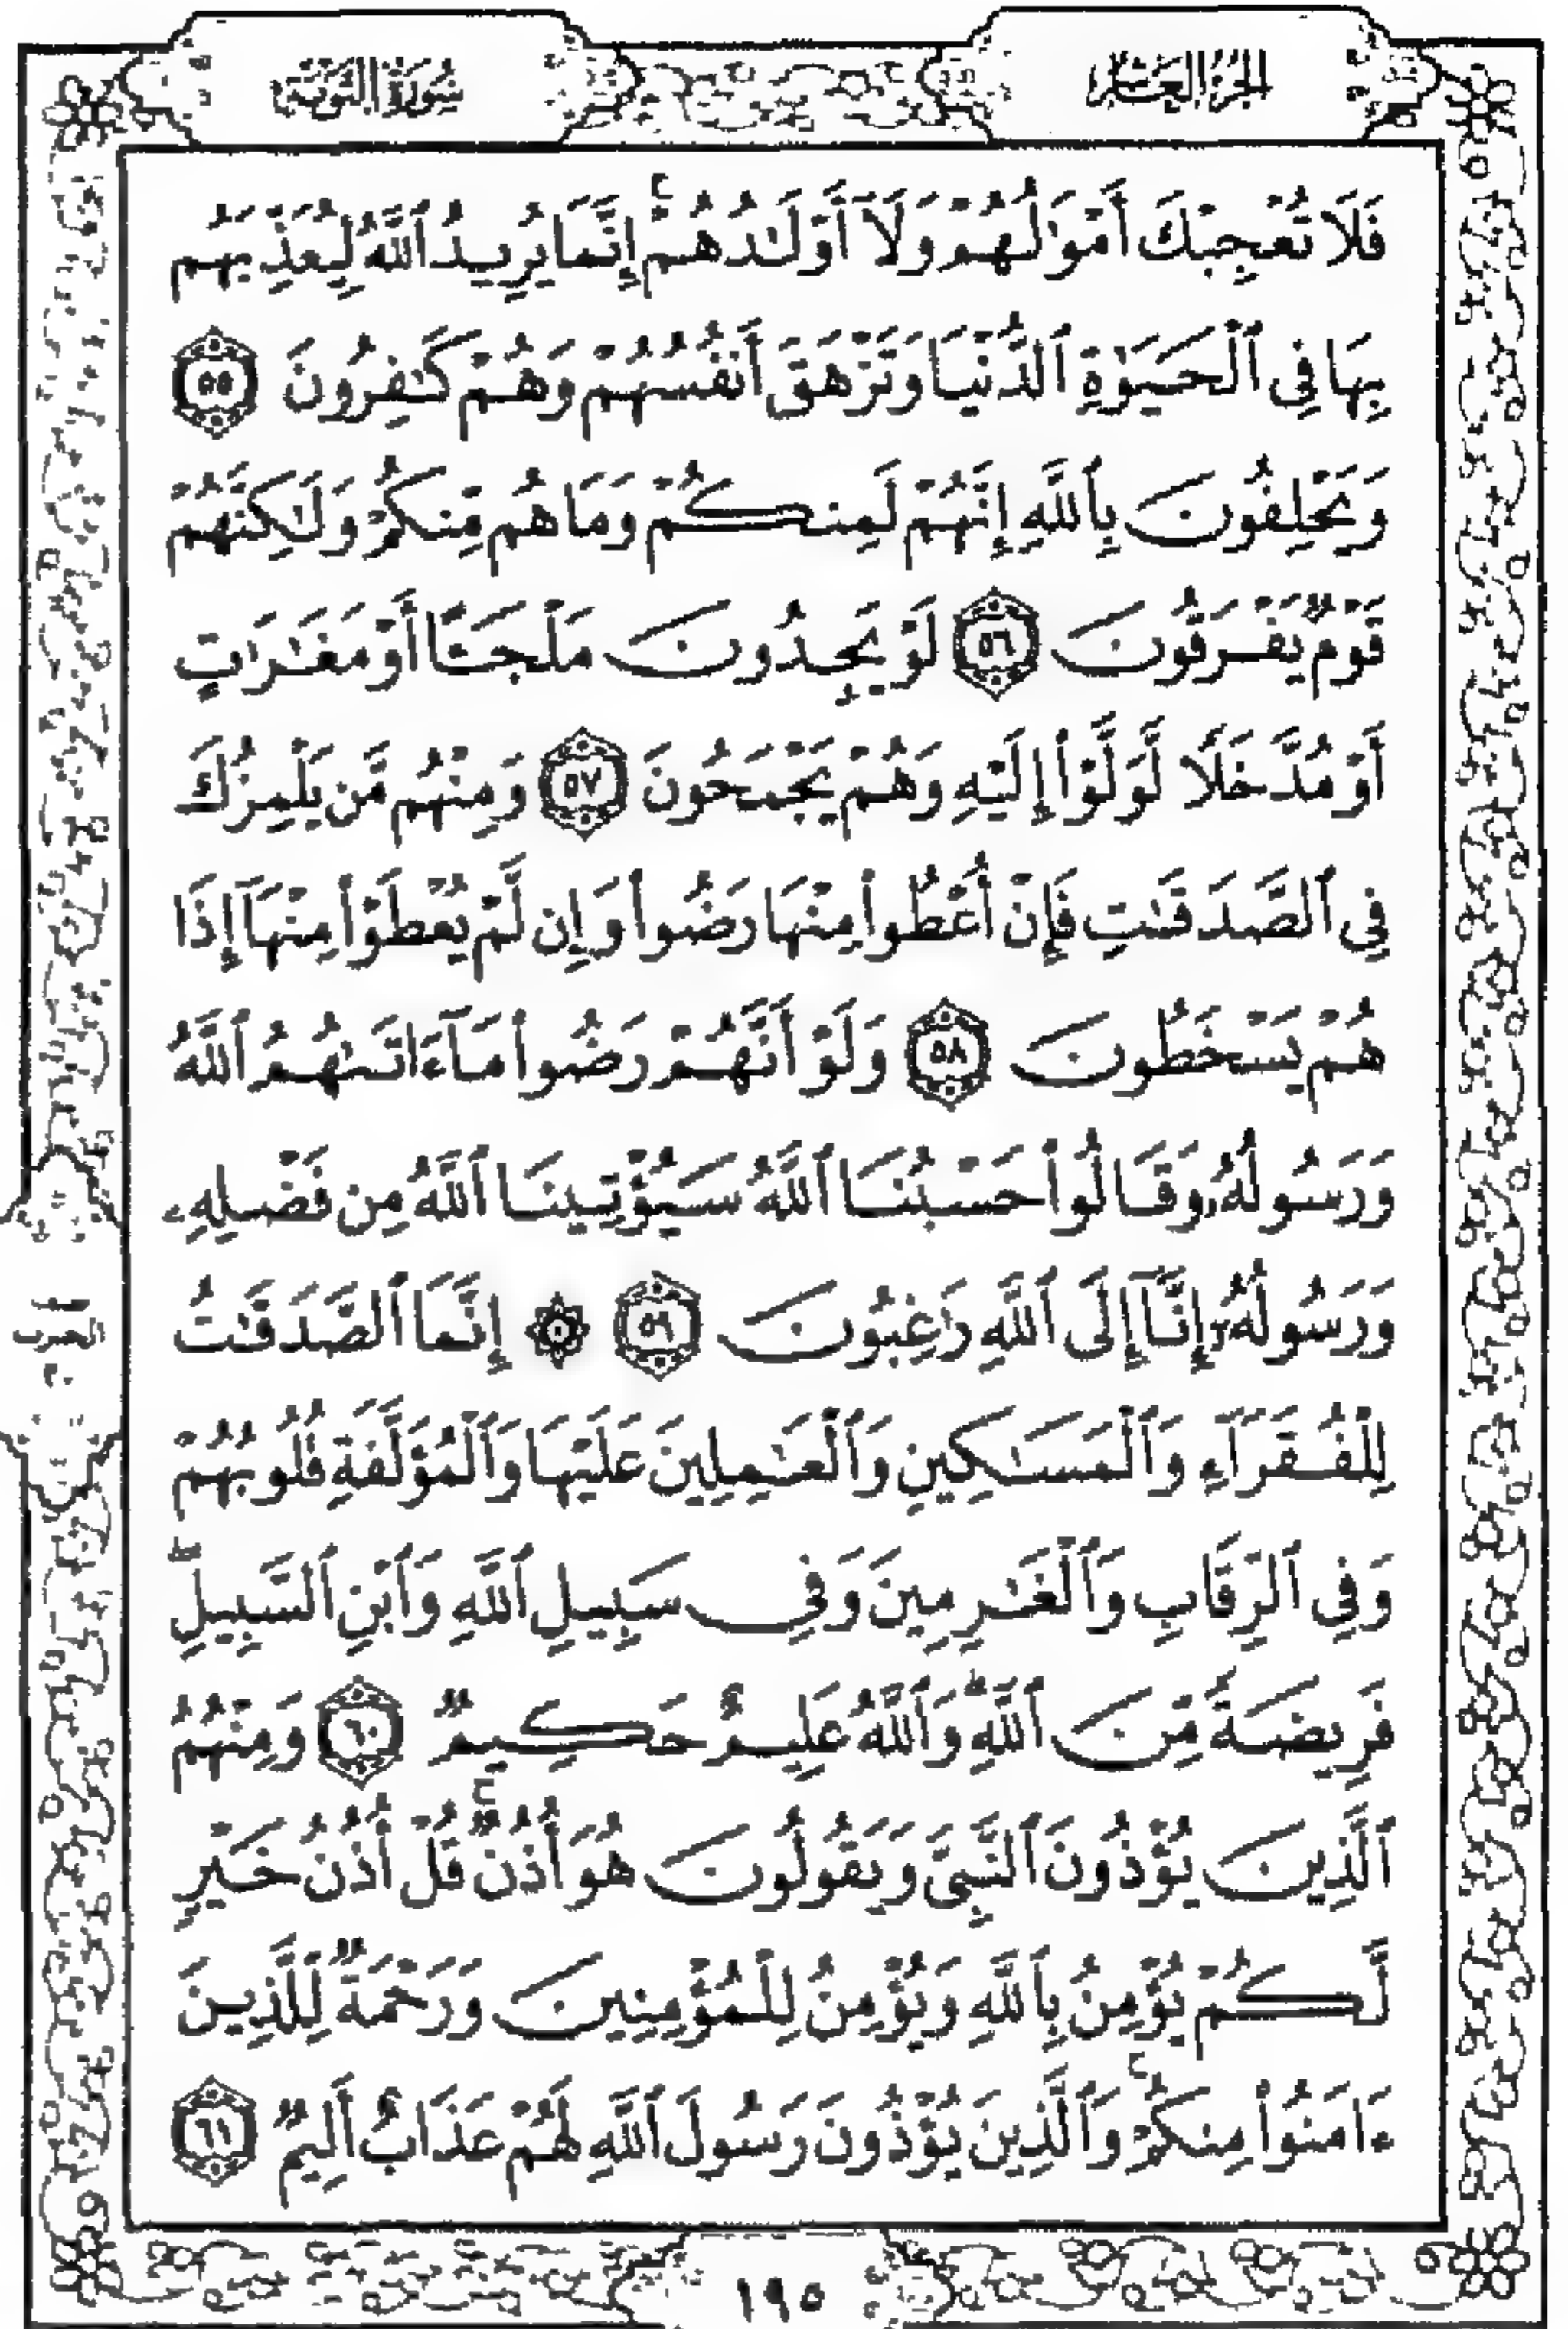 الجزء العاشر
سورة التوبة
فَلَا تُعْجِبْكَ أَمْوَٰلُهُمْ وَلَآ أَوْلَـٰدُهُمْ ۚ إِنَّمَا يُرِيدُ ٱللَّهُ لِيُعَذِّبَهُم
بِهَا فِى ٱلْحَيَوٰةِ ٱلدُّنْيَا وَتَزْهَقَ أَنفُسُهُمْ وَهُمْ كَـٰفِرُونَ ٥٥
وَيَحْلِفُونَ بِٱللَّهِ إِنَّهُمْ لَمِنكُمْ وَمَا هُم مِّنكُمْ وَلَـٰكِنَّهُمْ
قَوْمٌ يَفْرَقُونَ ٥٦ لَوْ يَجِدُونَ مَلْجَـًٔا أَوْ مَغَـٰرَٰتٍ
أَوْ مُدَّخَلًا لَّوَلَّوْا۟ إِلَيْهِ وَهُمْ يَجْمَحُونَ ٥٧ وَمِنْهُم مَّن يَلْمِزُكَ
فِى ٱلصَّدَقَـٰتِ فَإِنْ أُعْطُوا۟ مِنْهَا رَضُوا۟ وَإِن لَّمْ يُعْطَوْا۟ مِنْهَآ إِذَا
هُمْ يَسْخَطُونَ ٥٨ وَلَوْ أَنَّهُمْ رَضُوا۟ مَآ ءَاتَىٰهُمُ ٱللَّهُ
وَرَسُولُهُۥ وَقَالُوا۟ حَسْبُنَا ٱللَّهُ سَيُؤْتِينَا ٱللَّهُ مِن فَضْلِهِۦ
وَرَسُولُهُۥٓ إِنَّآ إِلَى ٱللَّهِ رَٰغِبُونَ ٥٩ ۞ إِنَّمَا ٱلصَّدَقَـٰتُ
لِلْفُقَرَآءِ وَٱلْمَسَـٰكِينِ وَٱلْعَـٰمِلِينَ عَلَيْهَا وَٱلْمُؤَلَّفَةِ قُلُوبُهُمْ
وَفِى ٱلرِّقَابِ وَٱلْغَـٰرِمِينَ وَفِى سَبِيلِ ٱللَّهِ وَٱبْنِ ٱلسَّبِيلِ ۖ
فَرِيضَةً مِّنَ ٱللَّهِ ۗ وَٱللَّهُ عَلِيمٌ حَكِيمٌ ٦٠ وَمِنْهُمُ
ٱلَّذِينَ يُؤْذُونَ ٱلنَّبِىَّ وَيَقُولُونَ هُوَ أُذُنٌ ۚ قُلْ أُذُنُ خَيْرٍ
لَّكُمْ يُؤْمِنُ بِٱللَّهِ وَيُؤْمِنُ لِلْمُؤْمِنِينَ وَرَحْمَةٌ لِّلَّذِينَ
ءَامَنُوا۟ مِنكُمْ ۚ وَٱلَّذِينَ يُؤْذُونَ رَسُولَ ٱللَّهِ لَهُمْ عَذَابٌ أَلِيمٌ ٦١
١٩٥